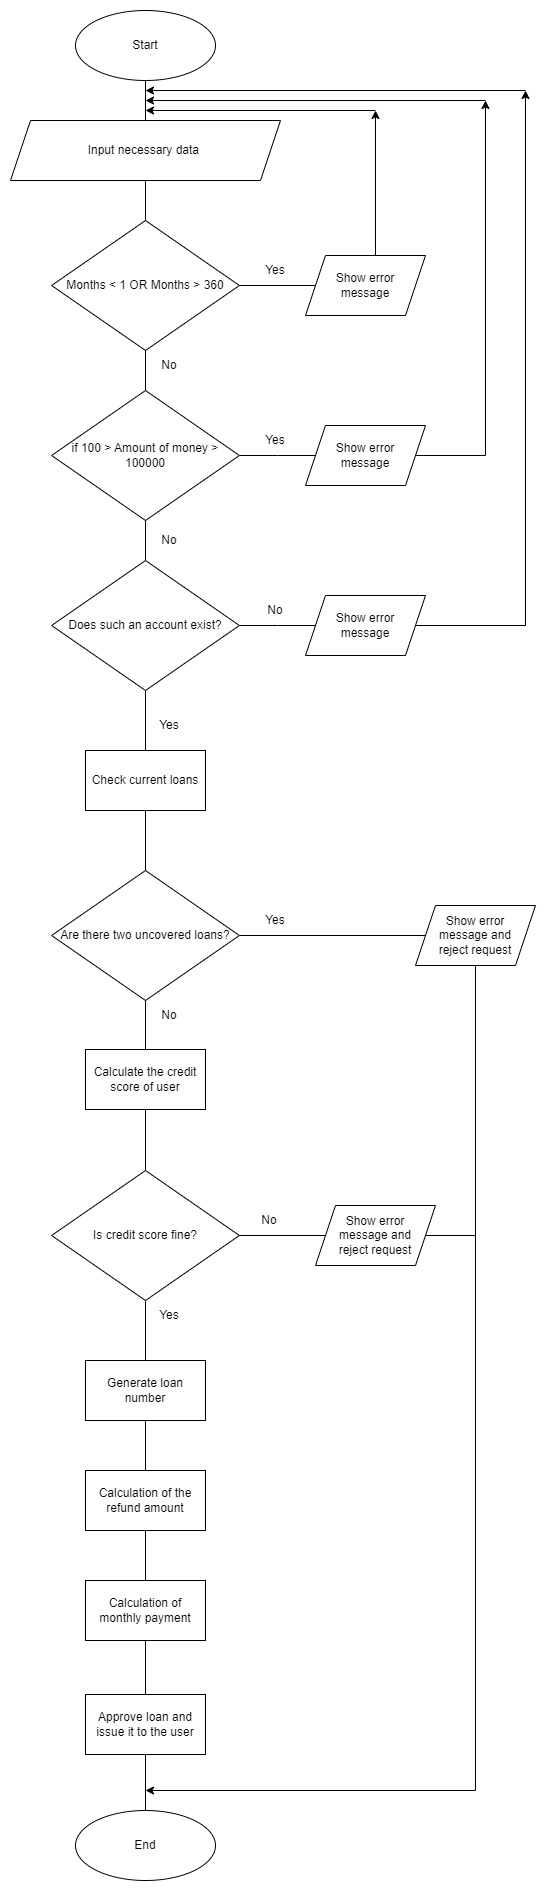 Start
Input necessary data
Months < 1 OR Months > 360
Yes
Show error
message
No
if 100 > Amount of money >
100000
Yes
Show error
message
No
Does such an account exist?
No
Show error
message
Yes
Check current loans
Are there two uncovered loans?
Yes
Show error
message and
reject request
No
Calculate the credit
score of user
Is credit score fine?
No
Show error
message and
reject request
Yes
Generate loan
number
Calculation of the
refund amount
Calculation of
monthly payment
Approve loan and
issue it to the user
End